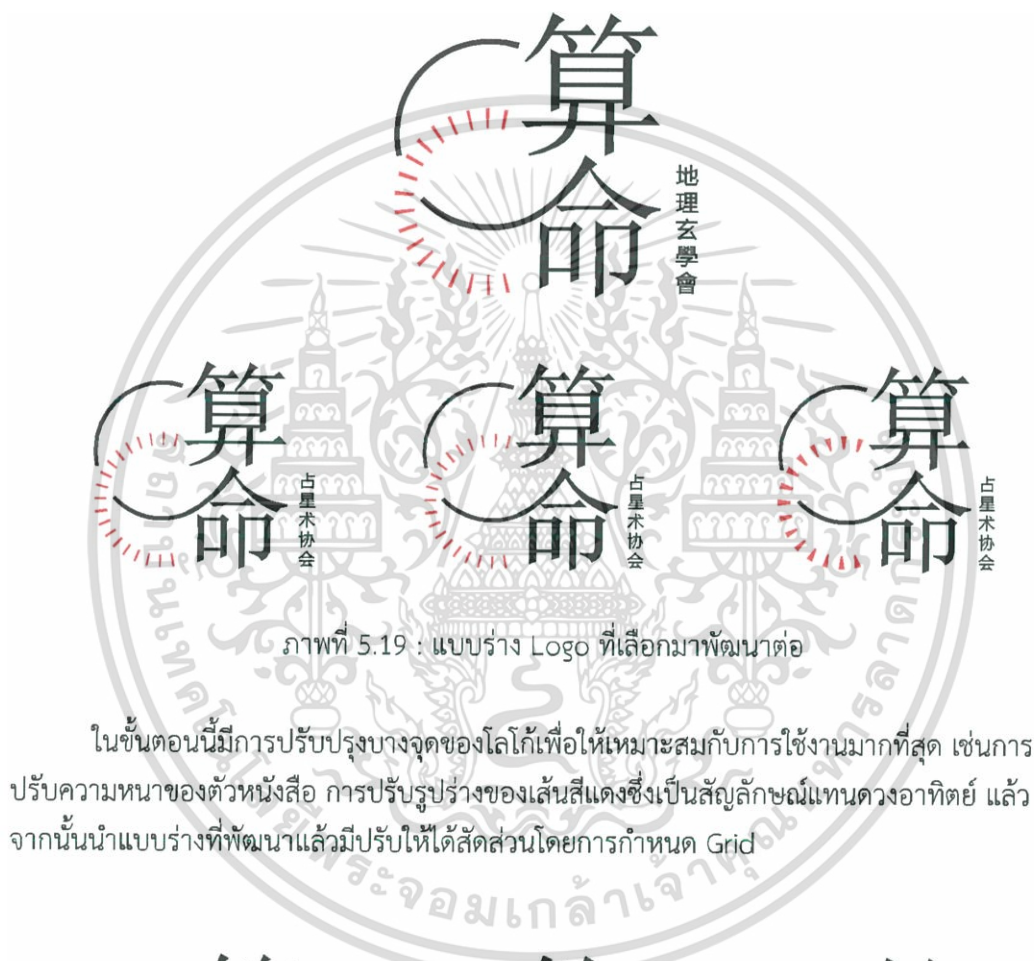 算命
地理玄學會
算命
占星术协会
算命
占星术协会
算命
占星术协会
ภาพที่ 5.19 : แบบร่าง Logo ที่เลือกมาพัฒนาต่อ
ในขั้นตอนนี้มีการปรับปรุงบางจุดของโลโก้เพื่อให้เหมาะสมกับการใช้งานมากที่สุด เช่นการ
ปรับความหนาของตัวหนังสือ การปรับรูปร่างของเส้นสีแดงซึ่งเป็นสัญลักษณ์แทนดวงอาทิตย์ แล้ว
จากนั้นนำแบบร่างที่พัฒนาแล้วมีปรับให้ได้สัดส่วนโดยการกำหนด Grid